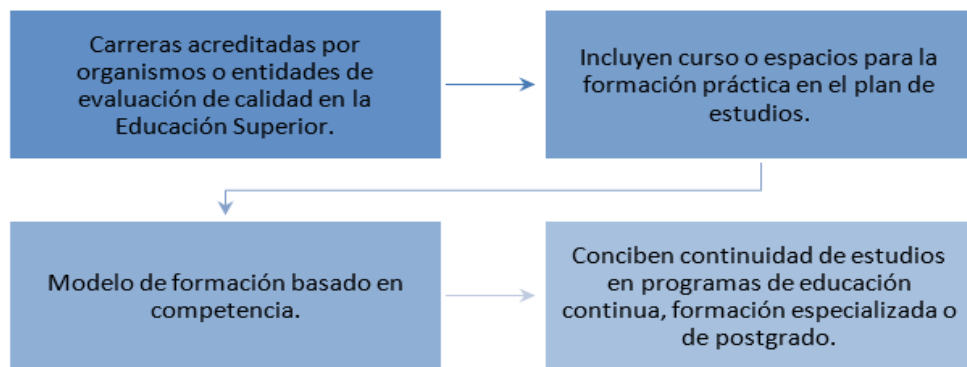 Carreras acreditadas por
organismos o entidades de
evaluación de calidad en la
Educación Superior.
Incluyen curso o espacios para la
formación práctica en el plan de
estudios.
Modelo de formación basado en
competencia.
Conciben continuidad de estudios
en programas de educación
continua, formación especializada o
de postgrado.